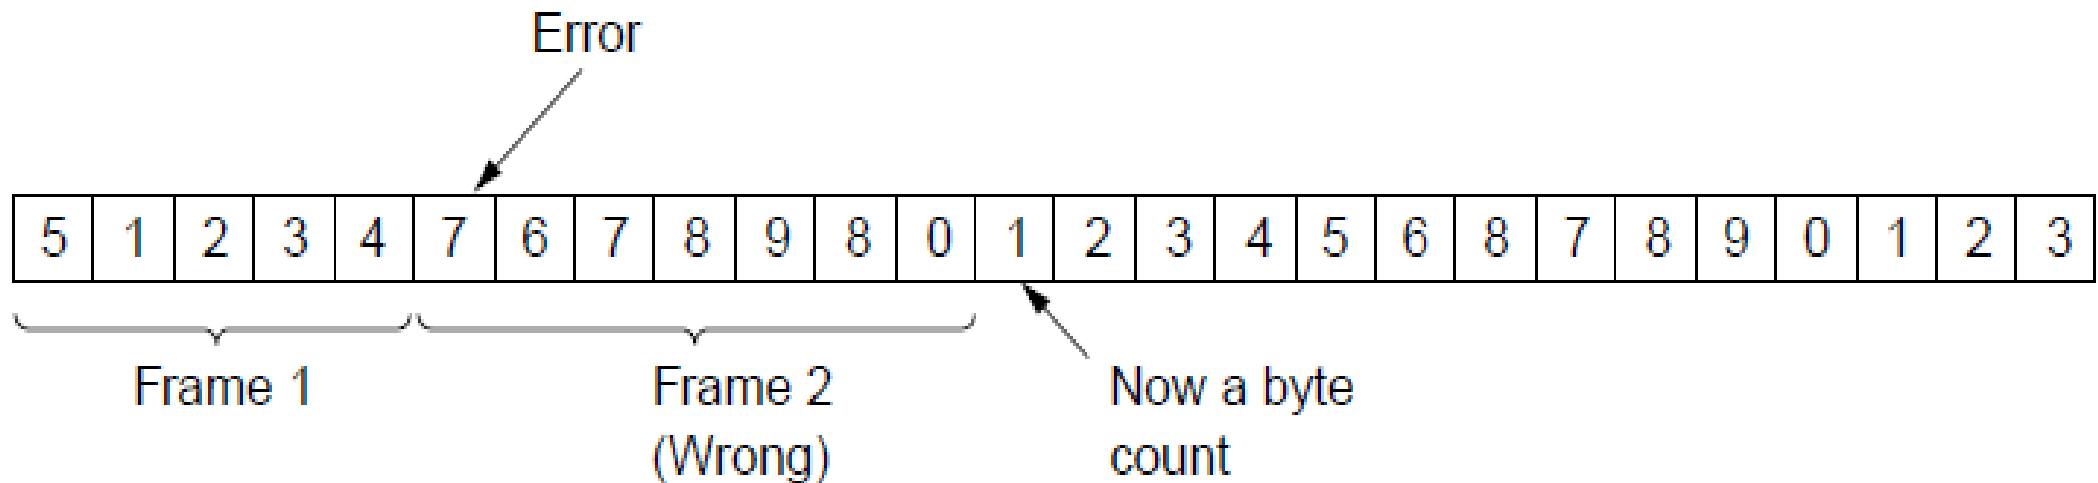 Error
5 1 2 3 4 7 6 7 8 9 8 0 1 2 3 4 5 6 8 7 8 9 0 1 2 3
Frame 1
Frame 2
(Wrong)
Now a byte
count